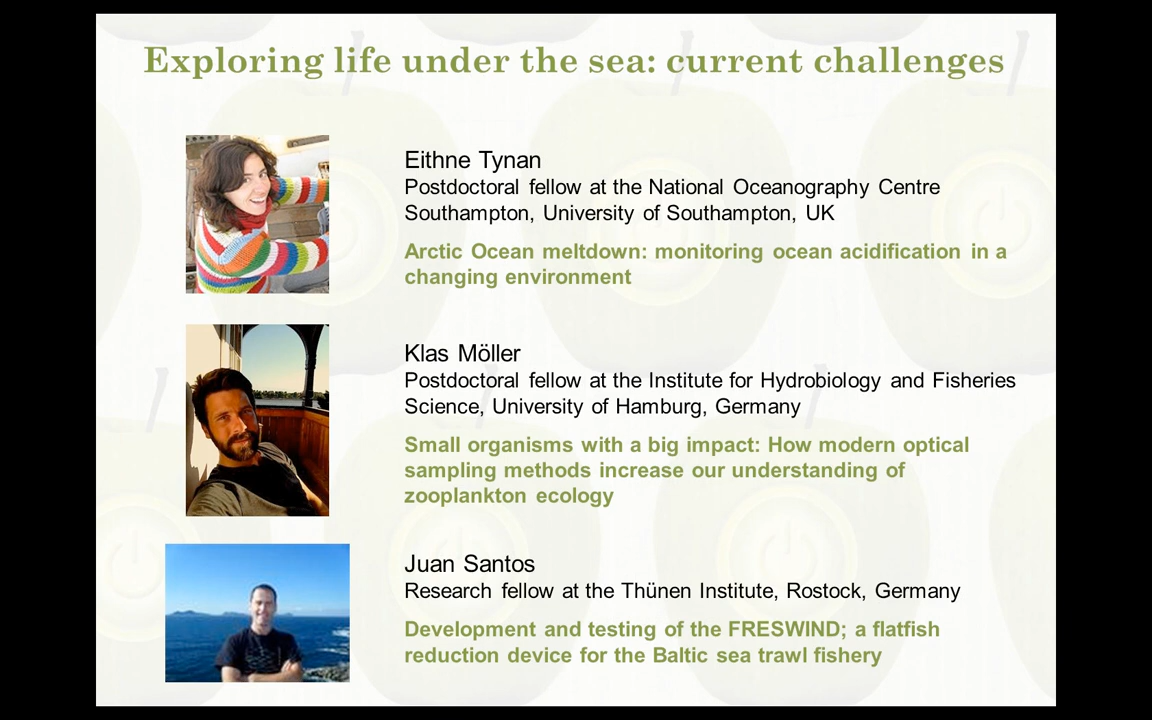 Exploring life under the sea: current challenges
Eithne Tynan
Postdoctoral fellow at the National Oceanography Centre
Southampton, University of Southampton, UK
Arctic Ocean meltdown: monitoring ocean acidification in a
changing environment
Klas Möller
Postdoctoral fellow at the Institute for Hydrobiology and Fisheries
Science, University of Hamburg, Germany
Small organisms with a big impact: How modern optical
sampling methods increase our understanding of
zooplankton ecology
Juan Santos
Research fellow at the Thünen Institute, Rostock, Germany
Development and testing of the FRESWIND; a flatfish
reduction device for the Baltic sea trawl fishery